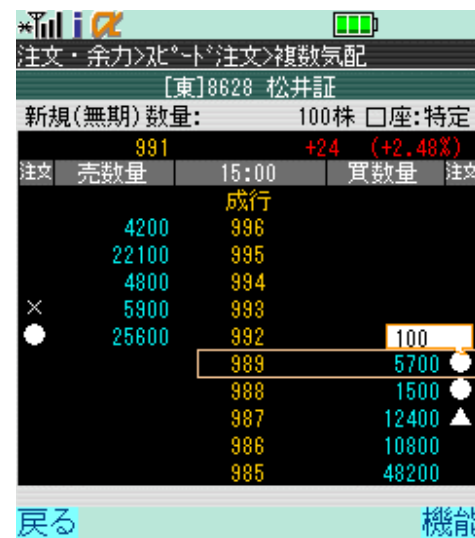 注文・余力>スピード注文>複数気配
[東]8628 松井証
新規(無期)数量: 100株 口座:特定
991 +24 (+2.48%)
注文 売数量 15:00 買数量 注文
成行
4200 996
22100 995
4800 994
× 5900 993
● 25600 992 100
989 5700 ●
988 1500 ●
987 12400 ▲
986 10800
985 48200
戻る 機能